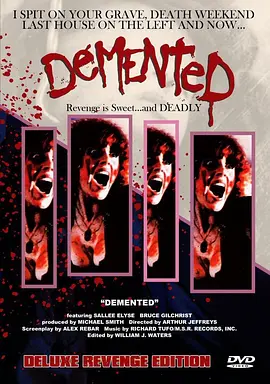 I SPIT ON YOUR GRAVE, DEATH WEEKEND
LAST HOUSE ON THE LEFT AND NOW...
DEMENTED
Revenge is Sweet...and DEADLY
"DEMENTED"
featuring SALLEE ELYSE BRUCE GILCHRIST
produced by MICHAEL SMITH Directed by ARTHUR JEFFREYS
Screenplay by ALEX REBAR Music by RICHARD TUFO/M.S.R. RECORDS, INC.
Edited by WILLIAM J. WATERS
DELUXE REVENGE EDITION
DVD
VIDEO